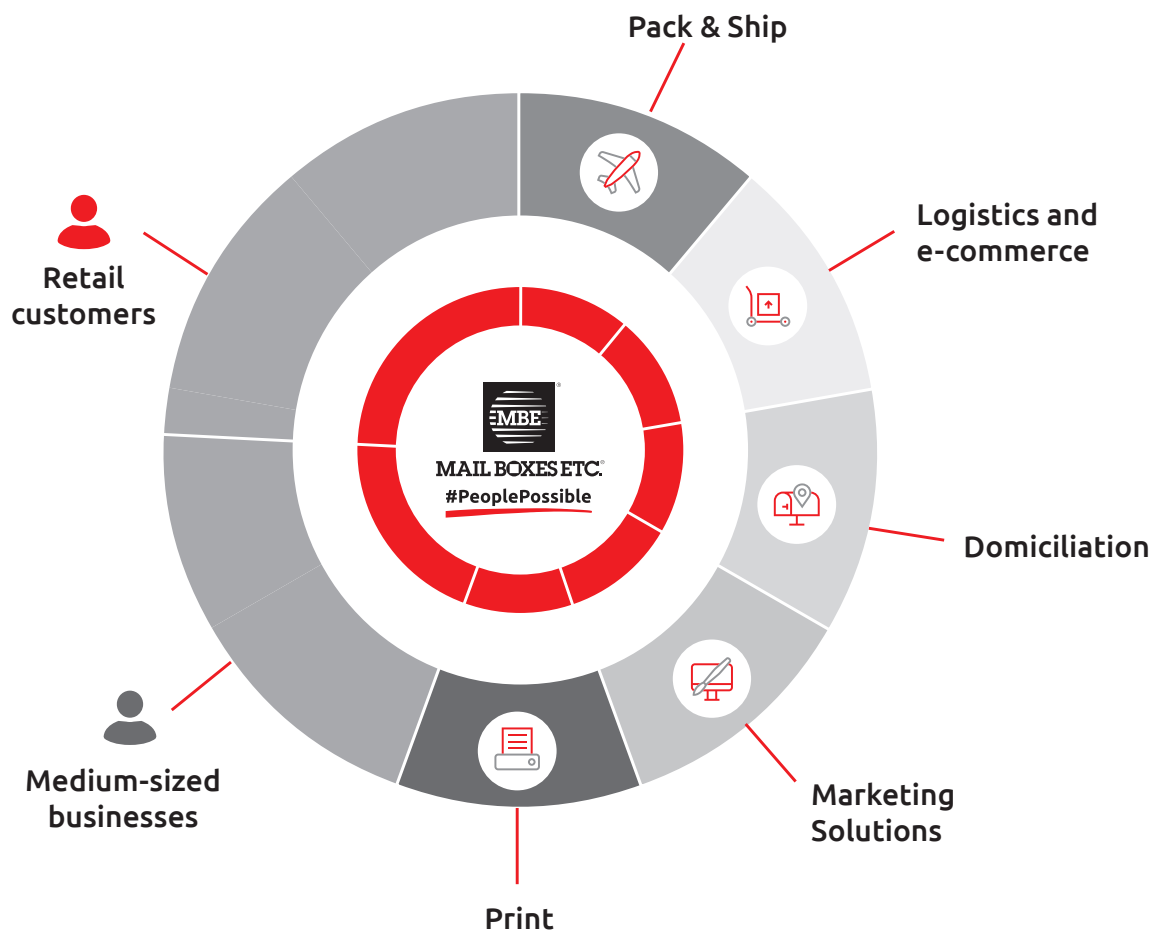 Pack & Ship
Logistics and
e-commerce
Retail
customers
MBE
®
MAIL BOXES ETC.®
#PeoplePossible
Domiciliation
Medium-sized
businesses
Marketing
Solutions
Print